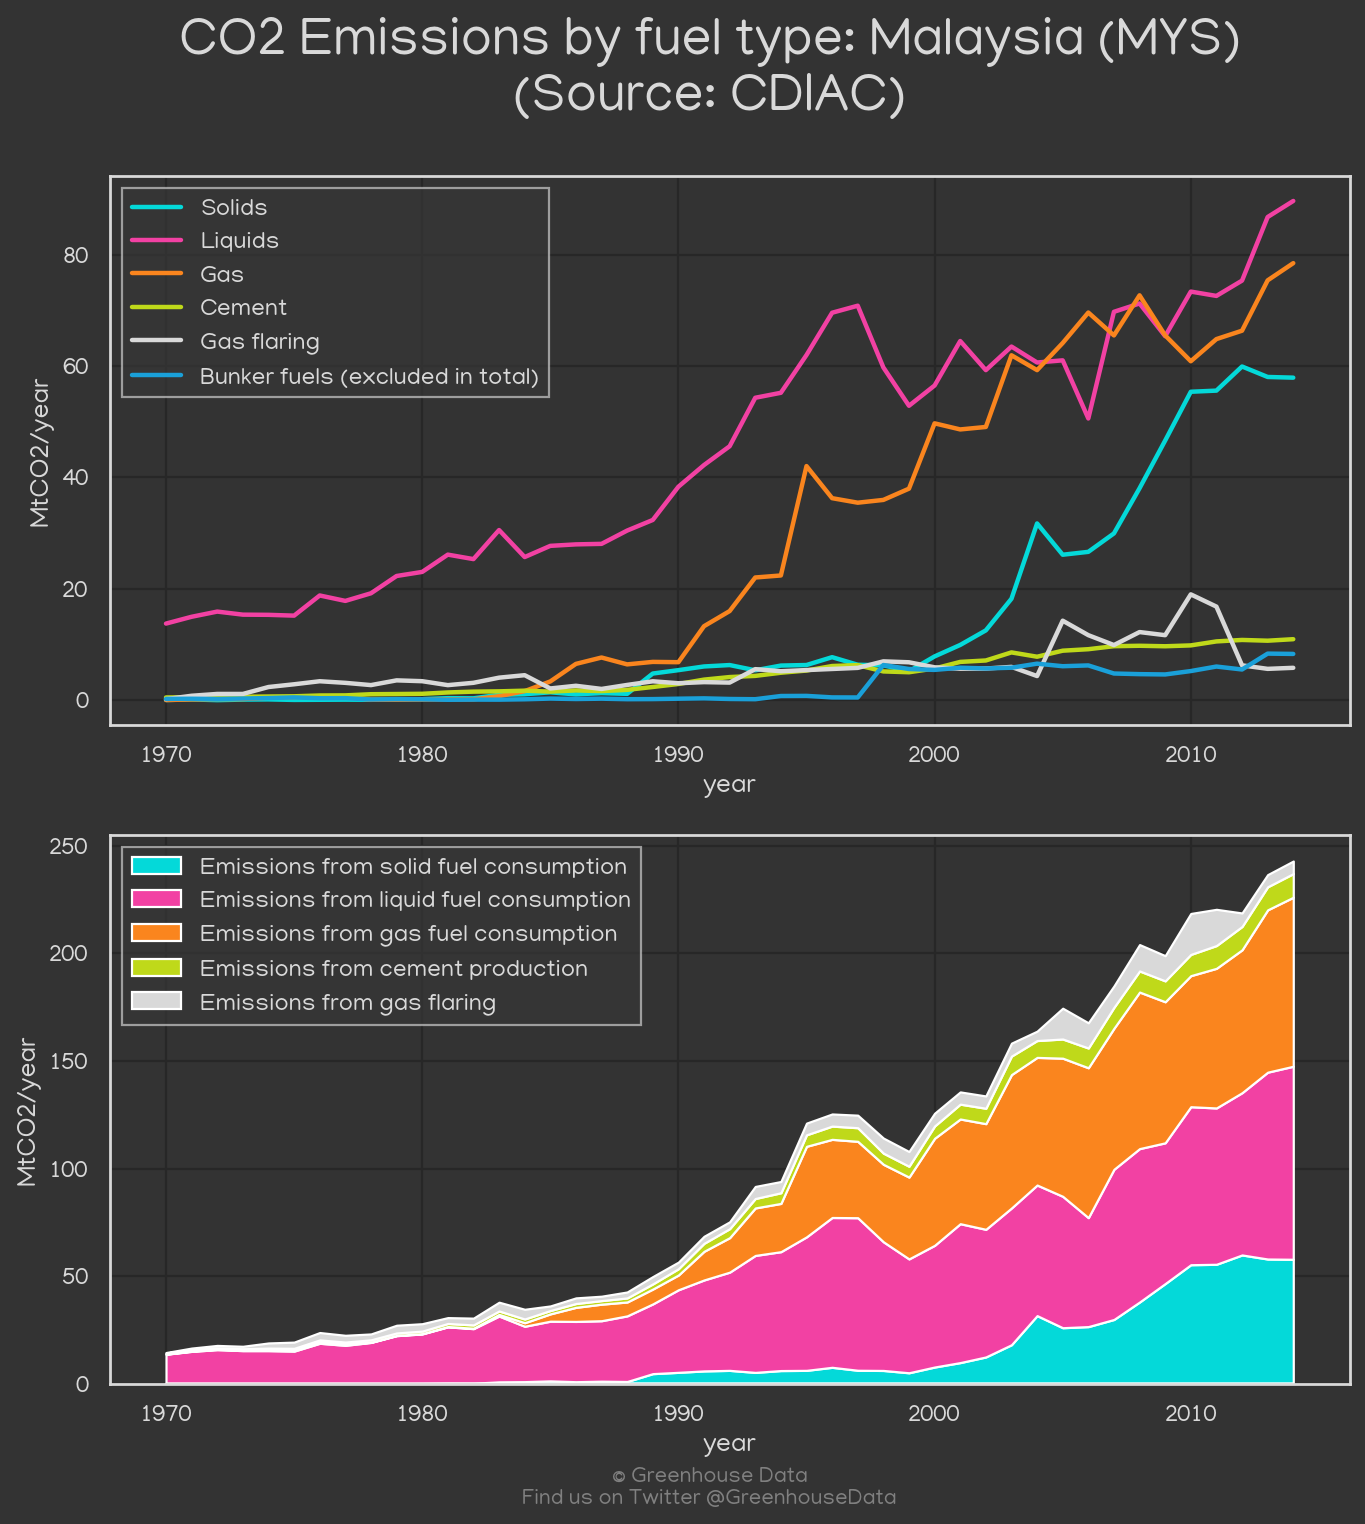 CO2 Emissions by fuel type: Malaysia (MYS)
(Source: CDIAC)
Solids
Liquids
Gas
Cement
Gas flaring
Bunker fuels (excluded in total)
80
60
40
20
0
MtCO2/year
1970 1980 1990 2000 2010
year
Emissions from solid fuel consumption
Emissions from liquid fuel consumption
Emissions from gas fuel consumption
Emissions from cement production
Emissions from gas flaring
250
200
150
100
50
0
MtCO2/year
1970 1980 1990 2000 2010
year
© Greenhouse Data
Find us on Twitter @GreenhouseData